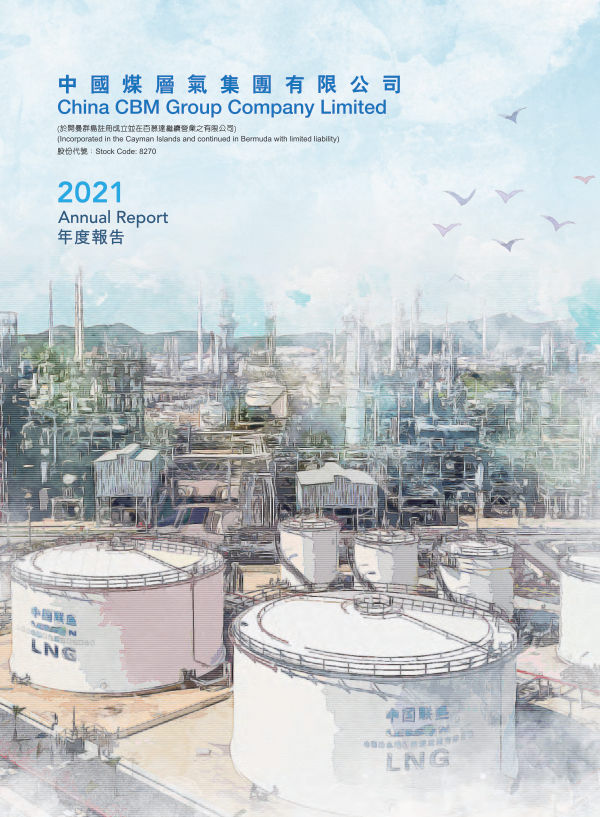 中國煤層氣集團有限公司
China CBM Group Company Limited
(於開曼群島註冊成立並在百慕達繼續營業之有限公司)
(Incorporated in the Cayman Islands and continued in Bermuda with limited liability)
股份代號：Stock Code: 8270
2021
Annual Report
年度報告
中国联盛
LNG
中国联盛
LNG